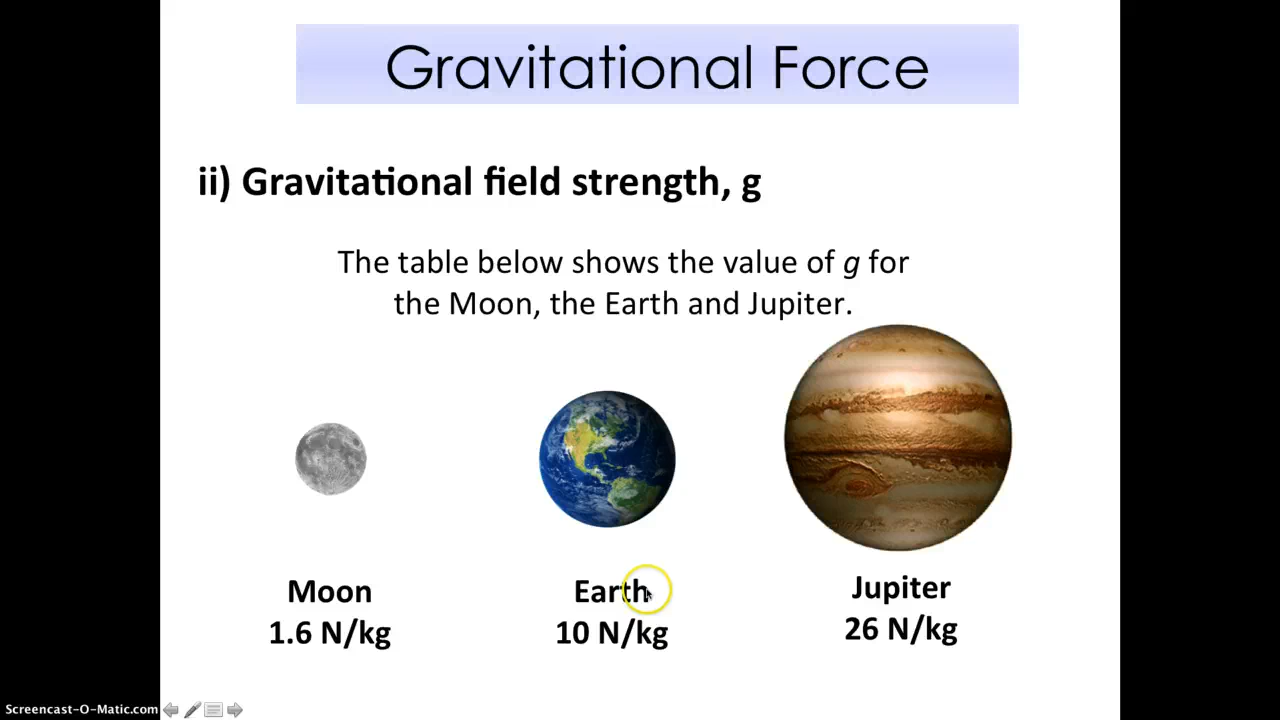 Gravitational Force
ii) Gravitational field strength, g
The table below shows the value of g for
the Moon, the Earth and Jupiter.
Moon
1.6 N/kg
Earth
10 N/kg
Jupiter
26 N/kg
Screencast-O-Matic.com